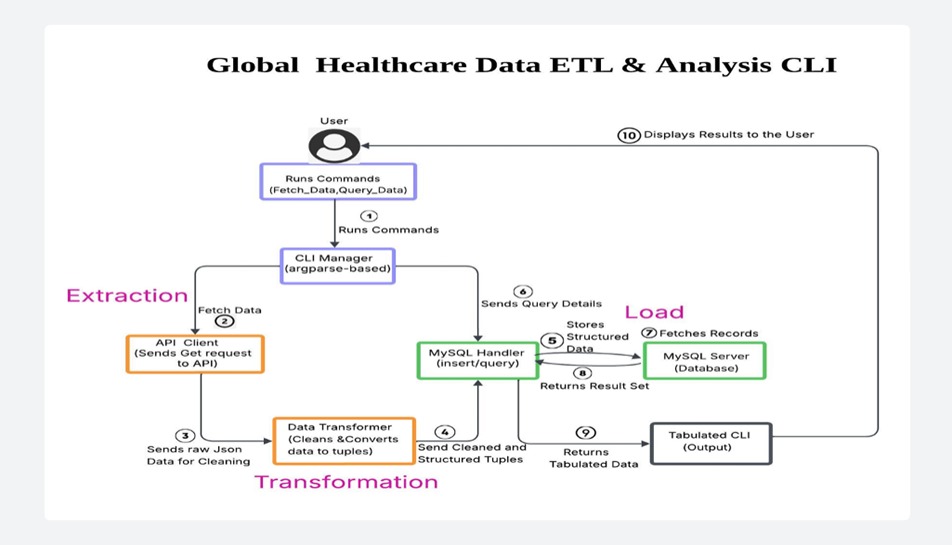 Global Healthcare Data ETL & Analysis CLI
User
10 Displays Results to the User
Runs Commands
(Fetch_Data,Query_Data)
1
Runs Commands
CLI Manager
(argparse-based)
Extraction
Fetch Data
2
6
Sends Query Details
Load
API Client
(Sends Get request
to API)
5 Stores
Structured
Data
7 Fetches Records
MySQL Handler
(insert/query)
MySQL Server
(Database)
8
Returns Result Set
3
Sends raw Json
Data for Cleaning
Data Transformer
(Cleans &Converts
data to tuples)
4
Send Cleaned and
Structured Tuples
9
Returns
Tabulated Data
Tabulated CLI
(Output)
Transformation